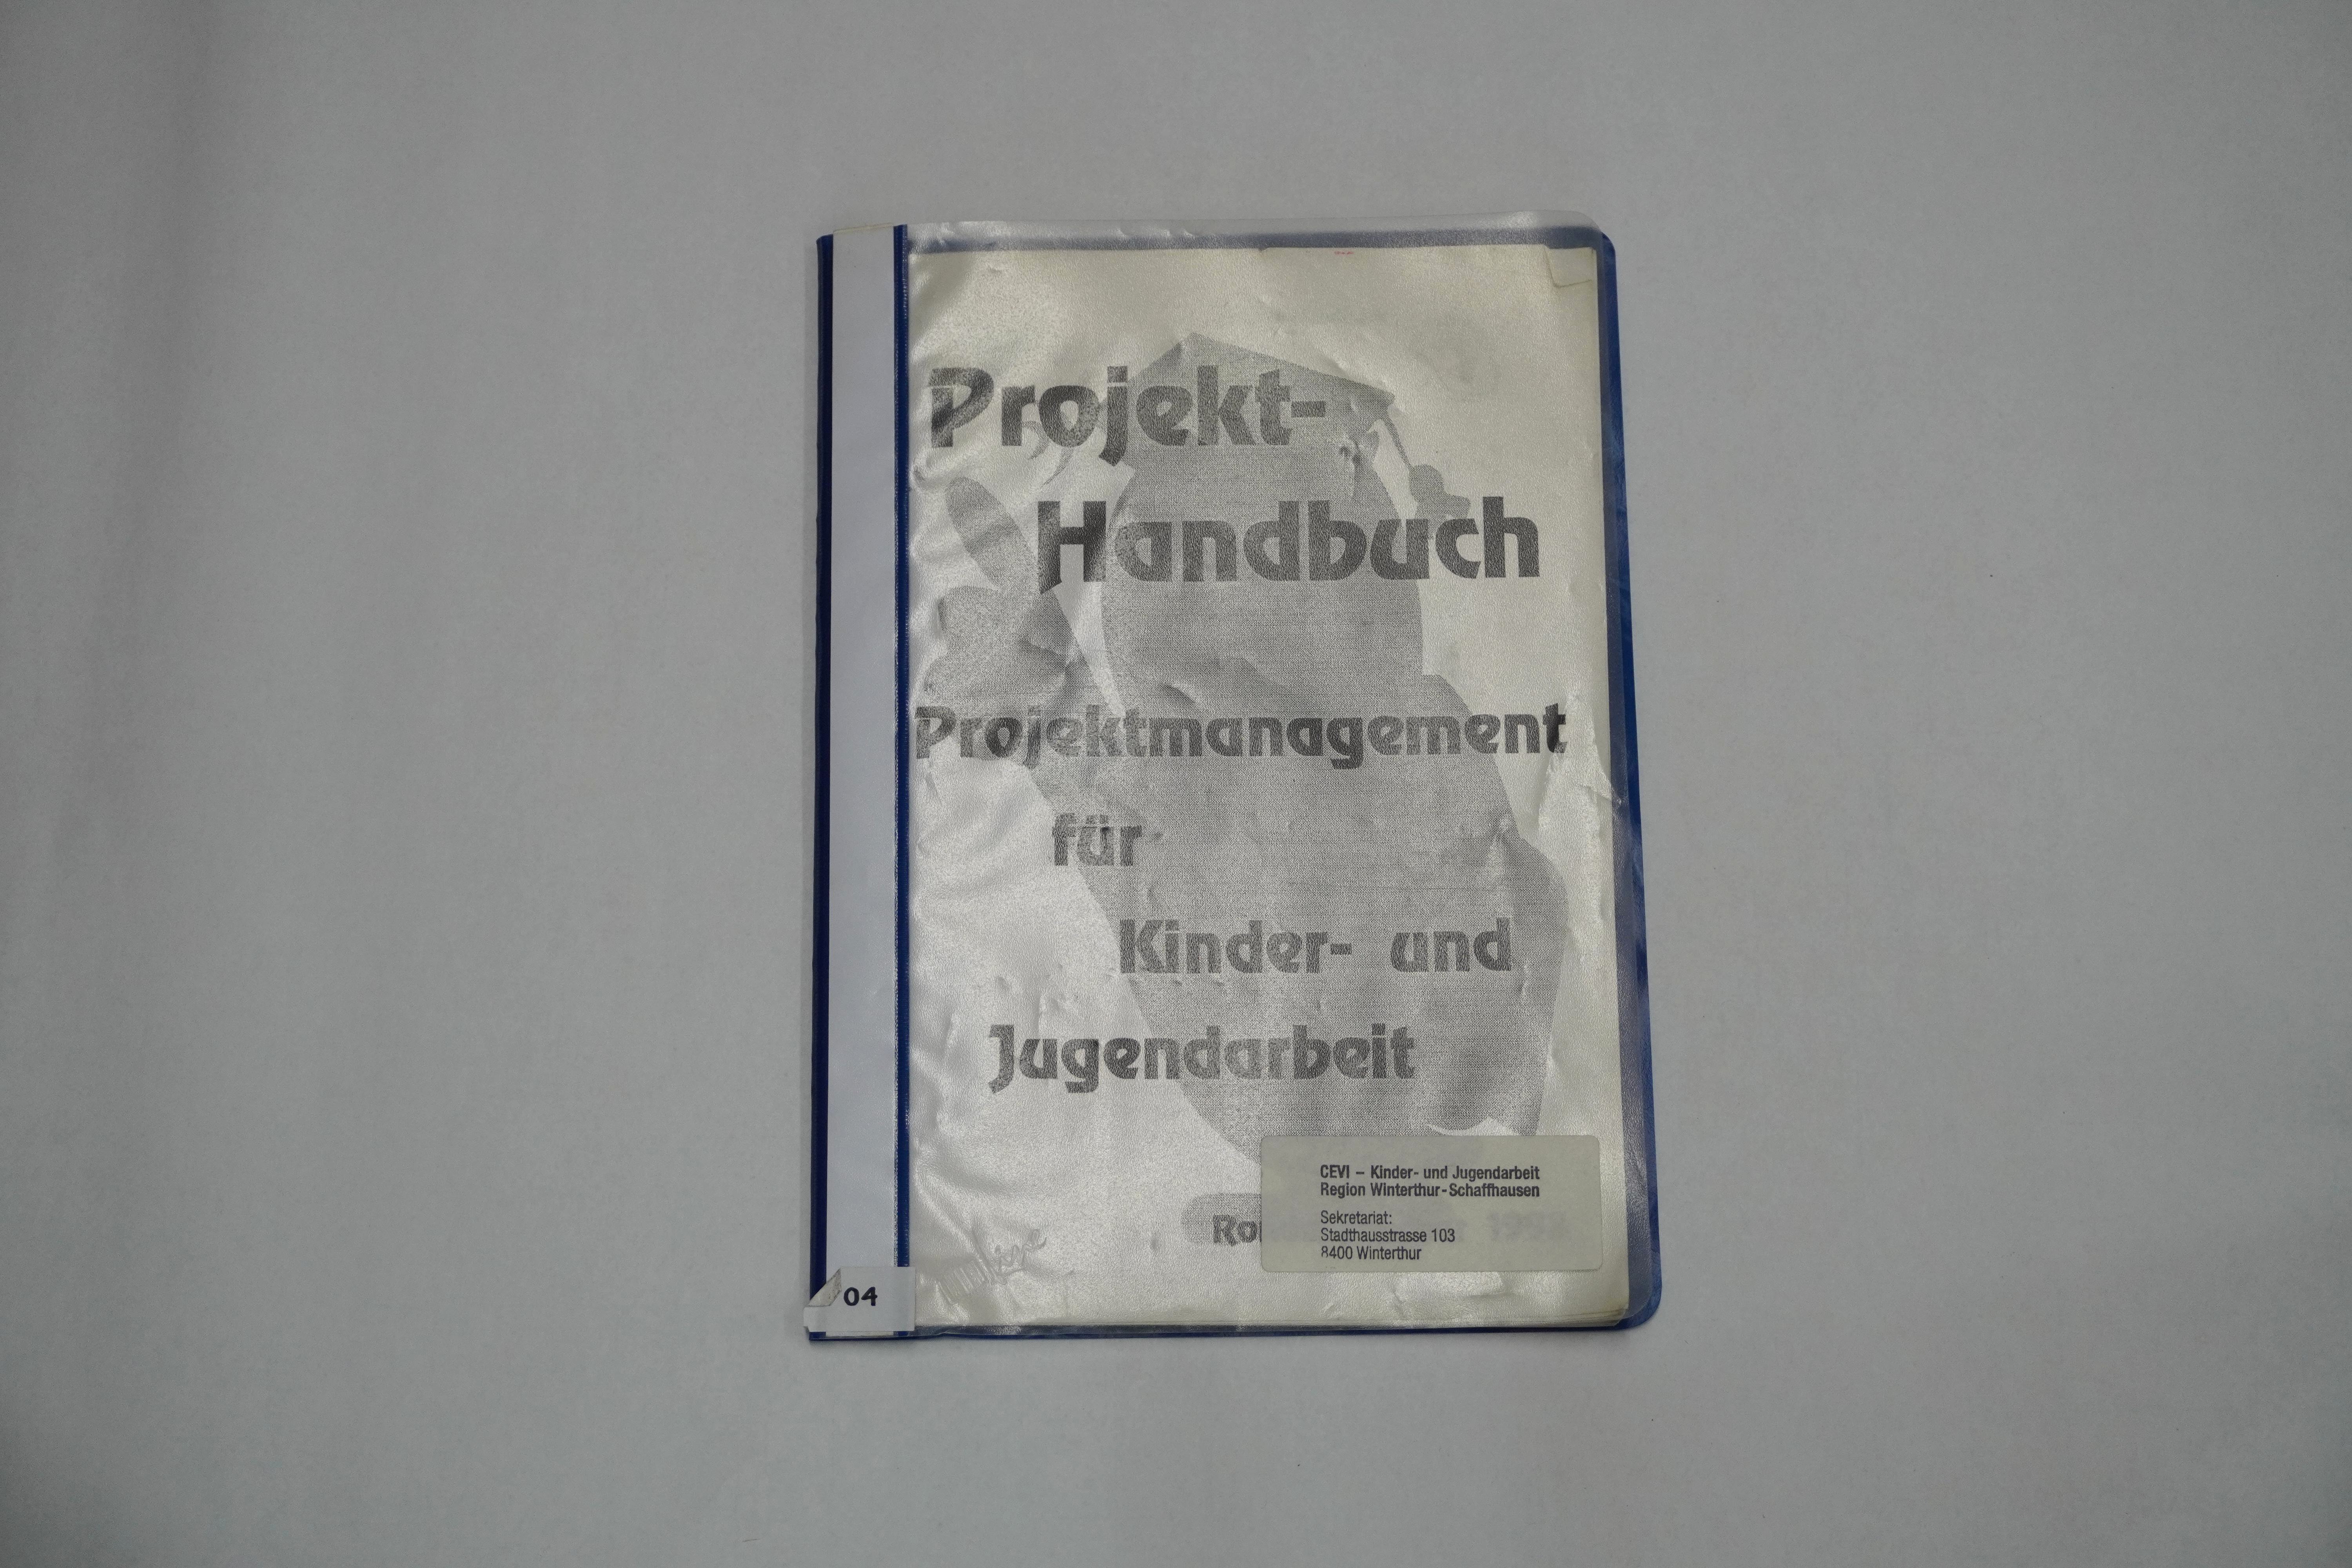 Projekt-
Handbuch
Projektmanagement
für
Kinder- und
Jugendarbeit
CEVI – Kinder- und Jugendarbeit
Region Winterthur-Schaffhausen
Sekretariat:
Stadthausstrasse 103
8400 Winterthur
04